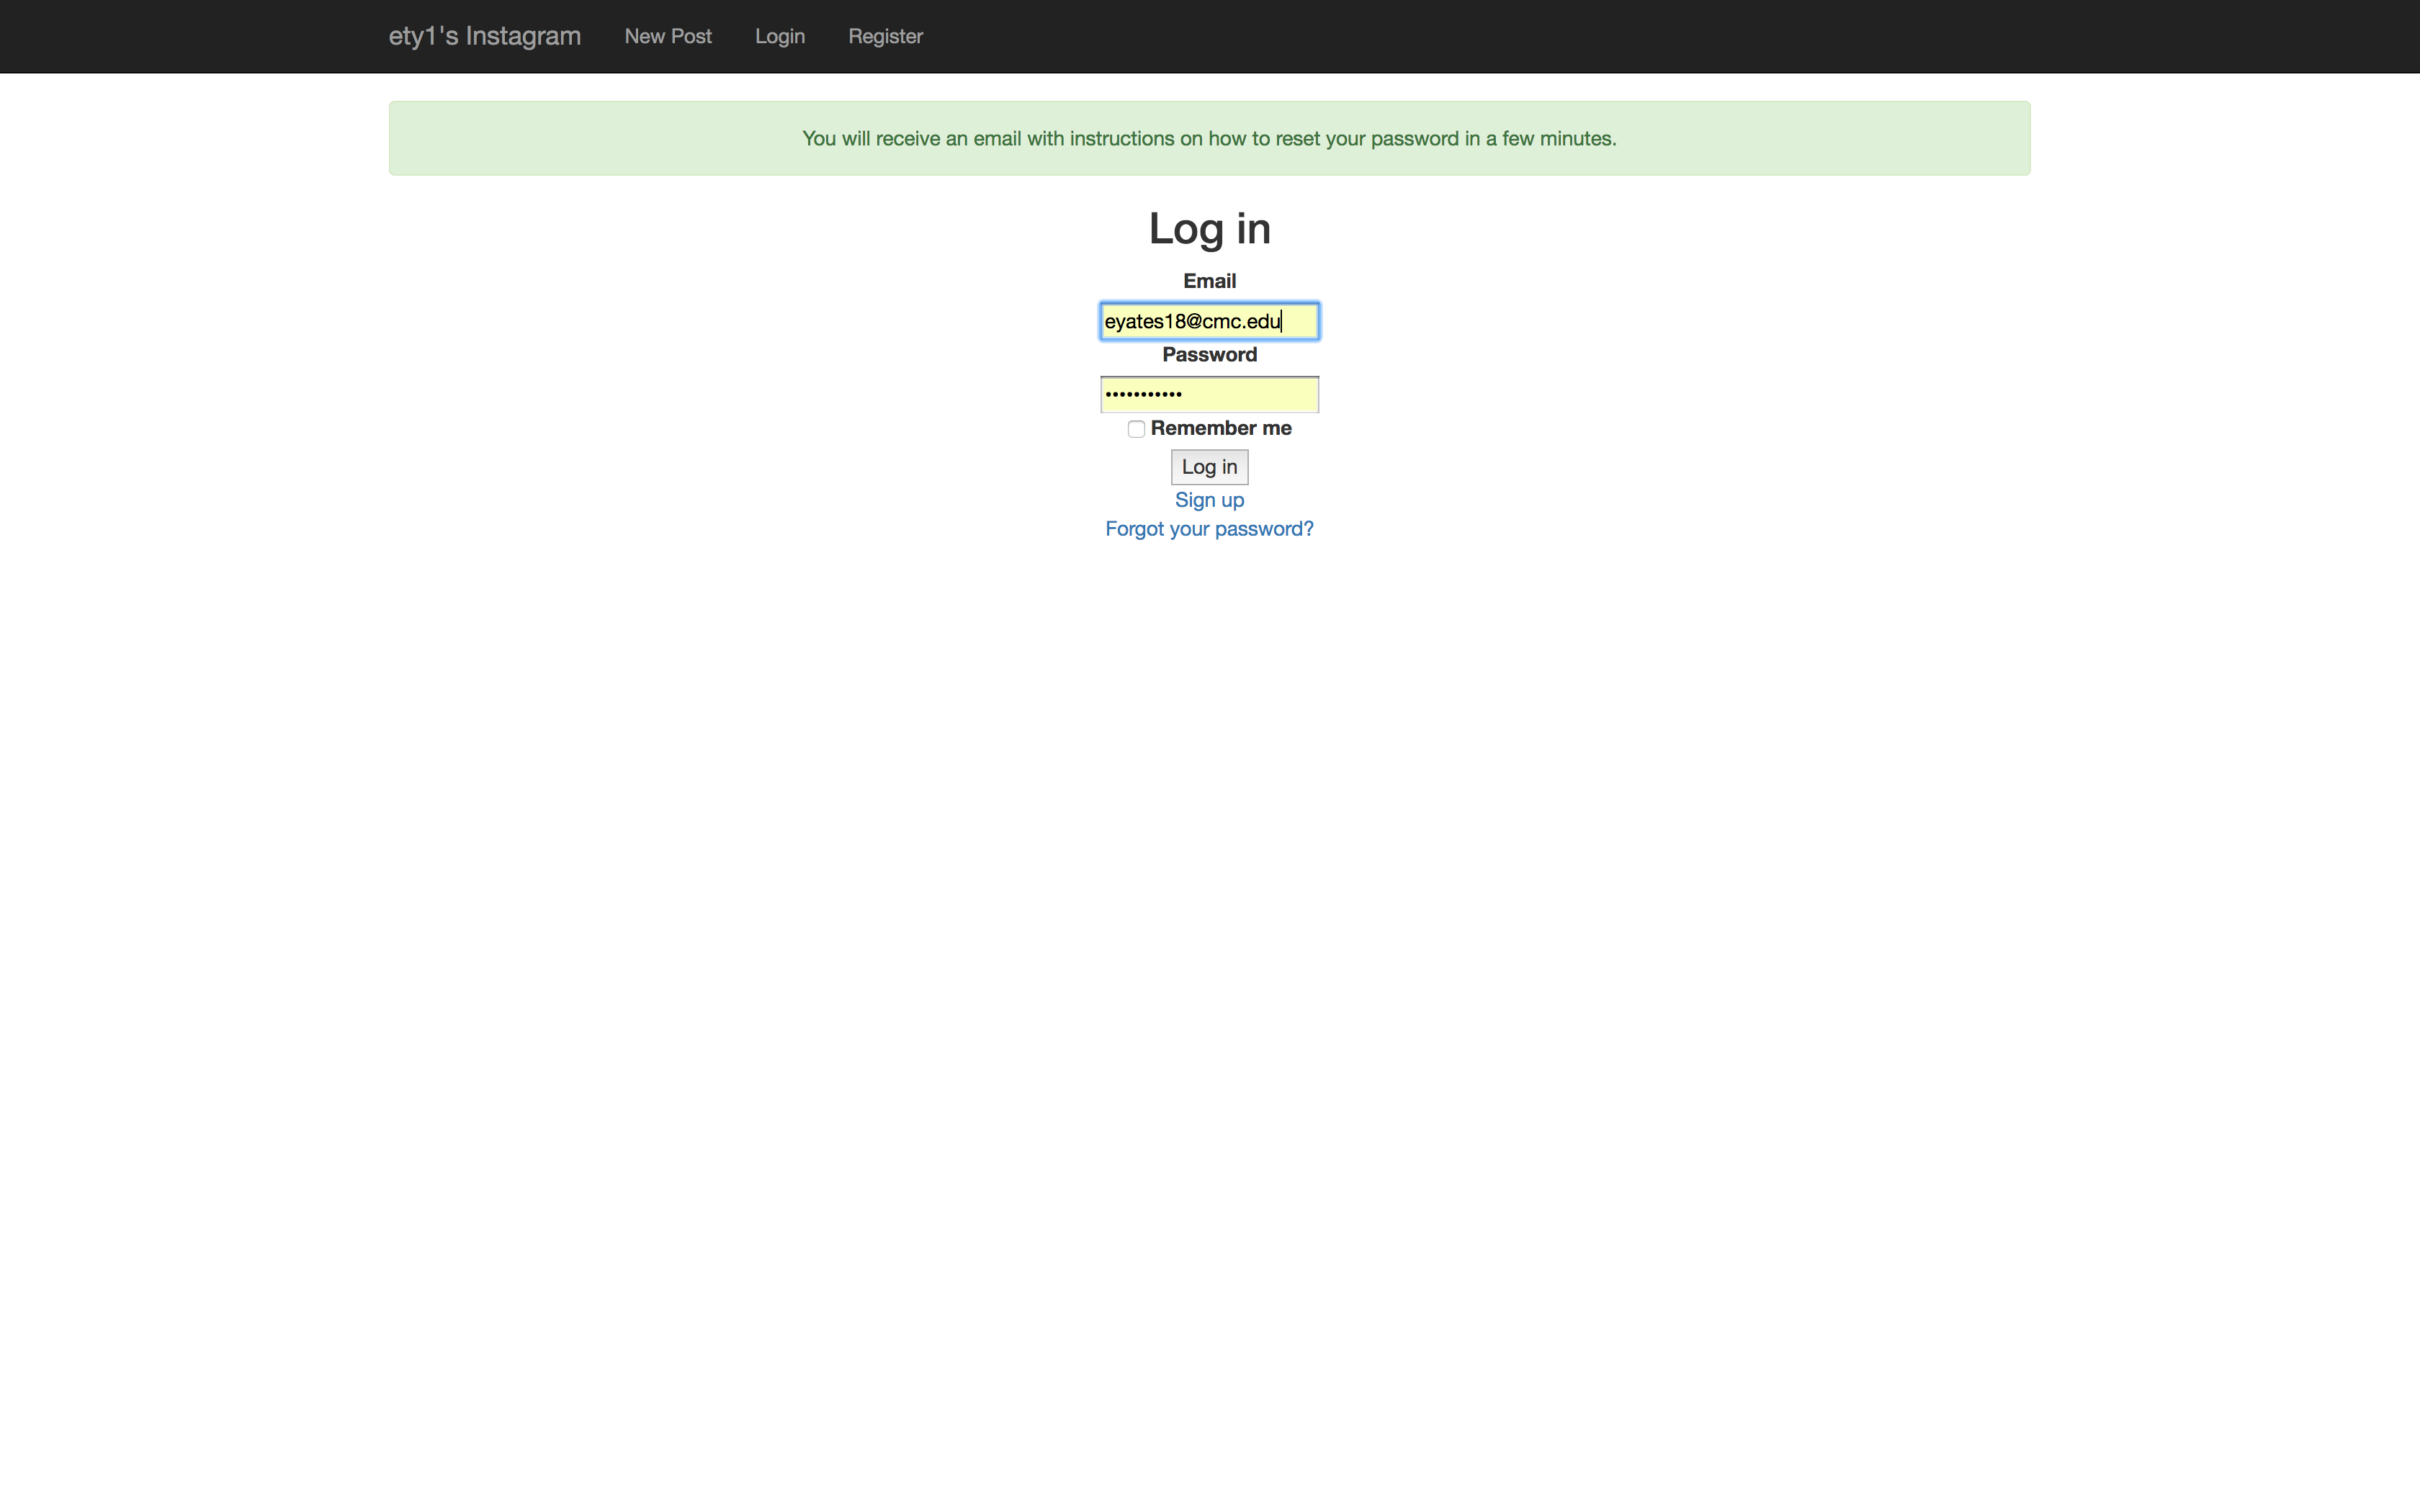 ety1's Instagram New Post Login Register
You will receive an email with instructions on how to reset your password in a few minutes.
Log in
Email
eyates18@cmc.edu
Password
•••••••••••
Remember me
Log in
Sign up
Forgot your password?